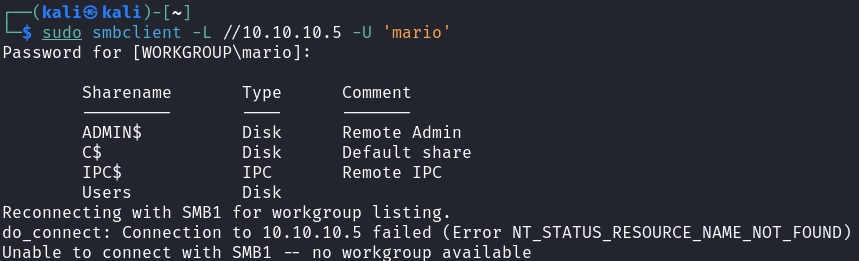 ┌──(kali㉿kali)-[~]
└─$ sudo smbclient -L //10.10.10.5 -U 'mario'
Password for [WORKGROUP\mario]:
Sharename Type Comment
--------- ---- -------
ADMIN$ Disk Remote Admin
C$ Disk Default share
IPC$ IPC Remote IPC
Users Disk
Reconnecting with SMB1 for workgroup listing.
do_connect: Connection to 10.10.10.5 failed (Error NT_STATUS_RESOURCE_NAME_NOT_FOUND)
Unable to connect with SMB1 -- no workgroup available